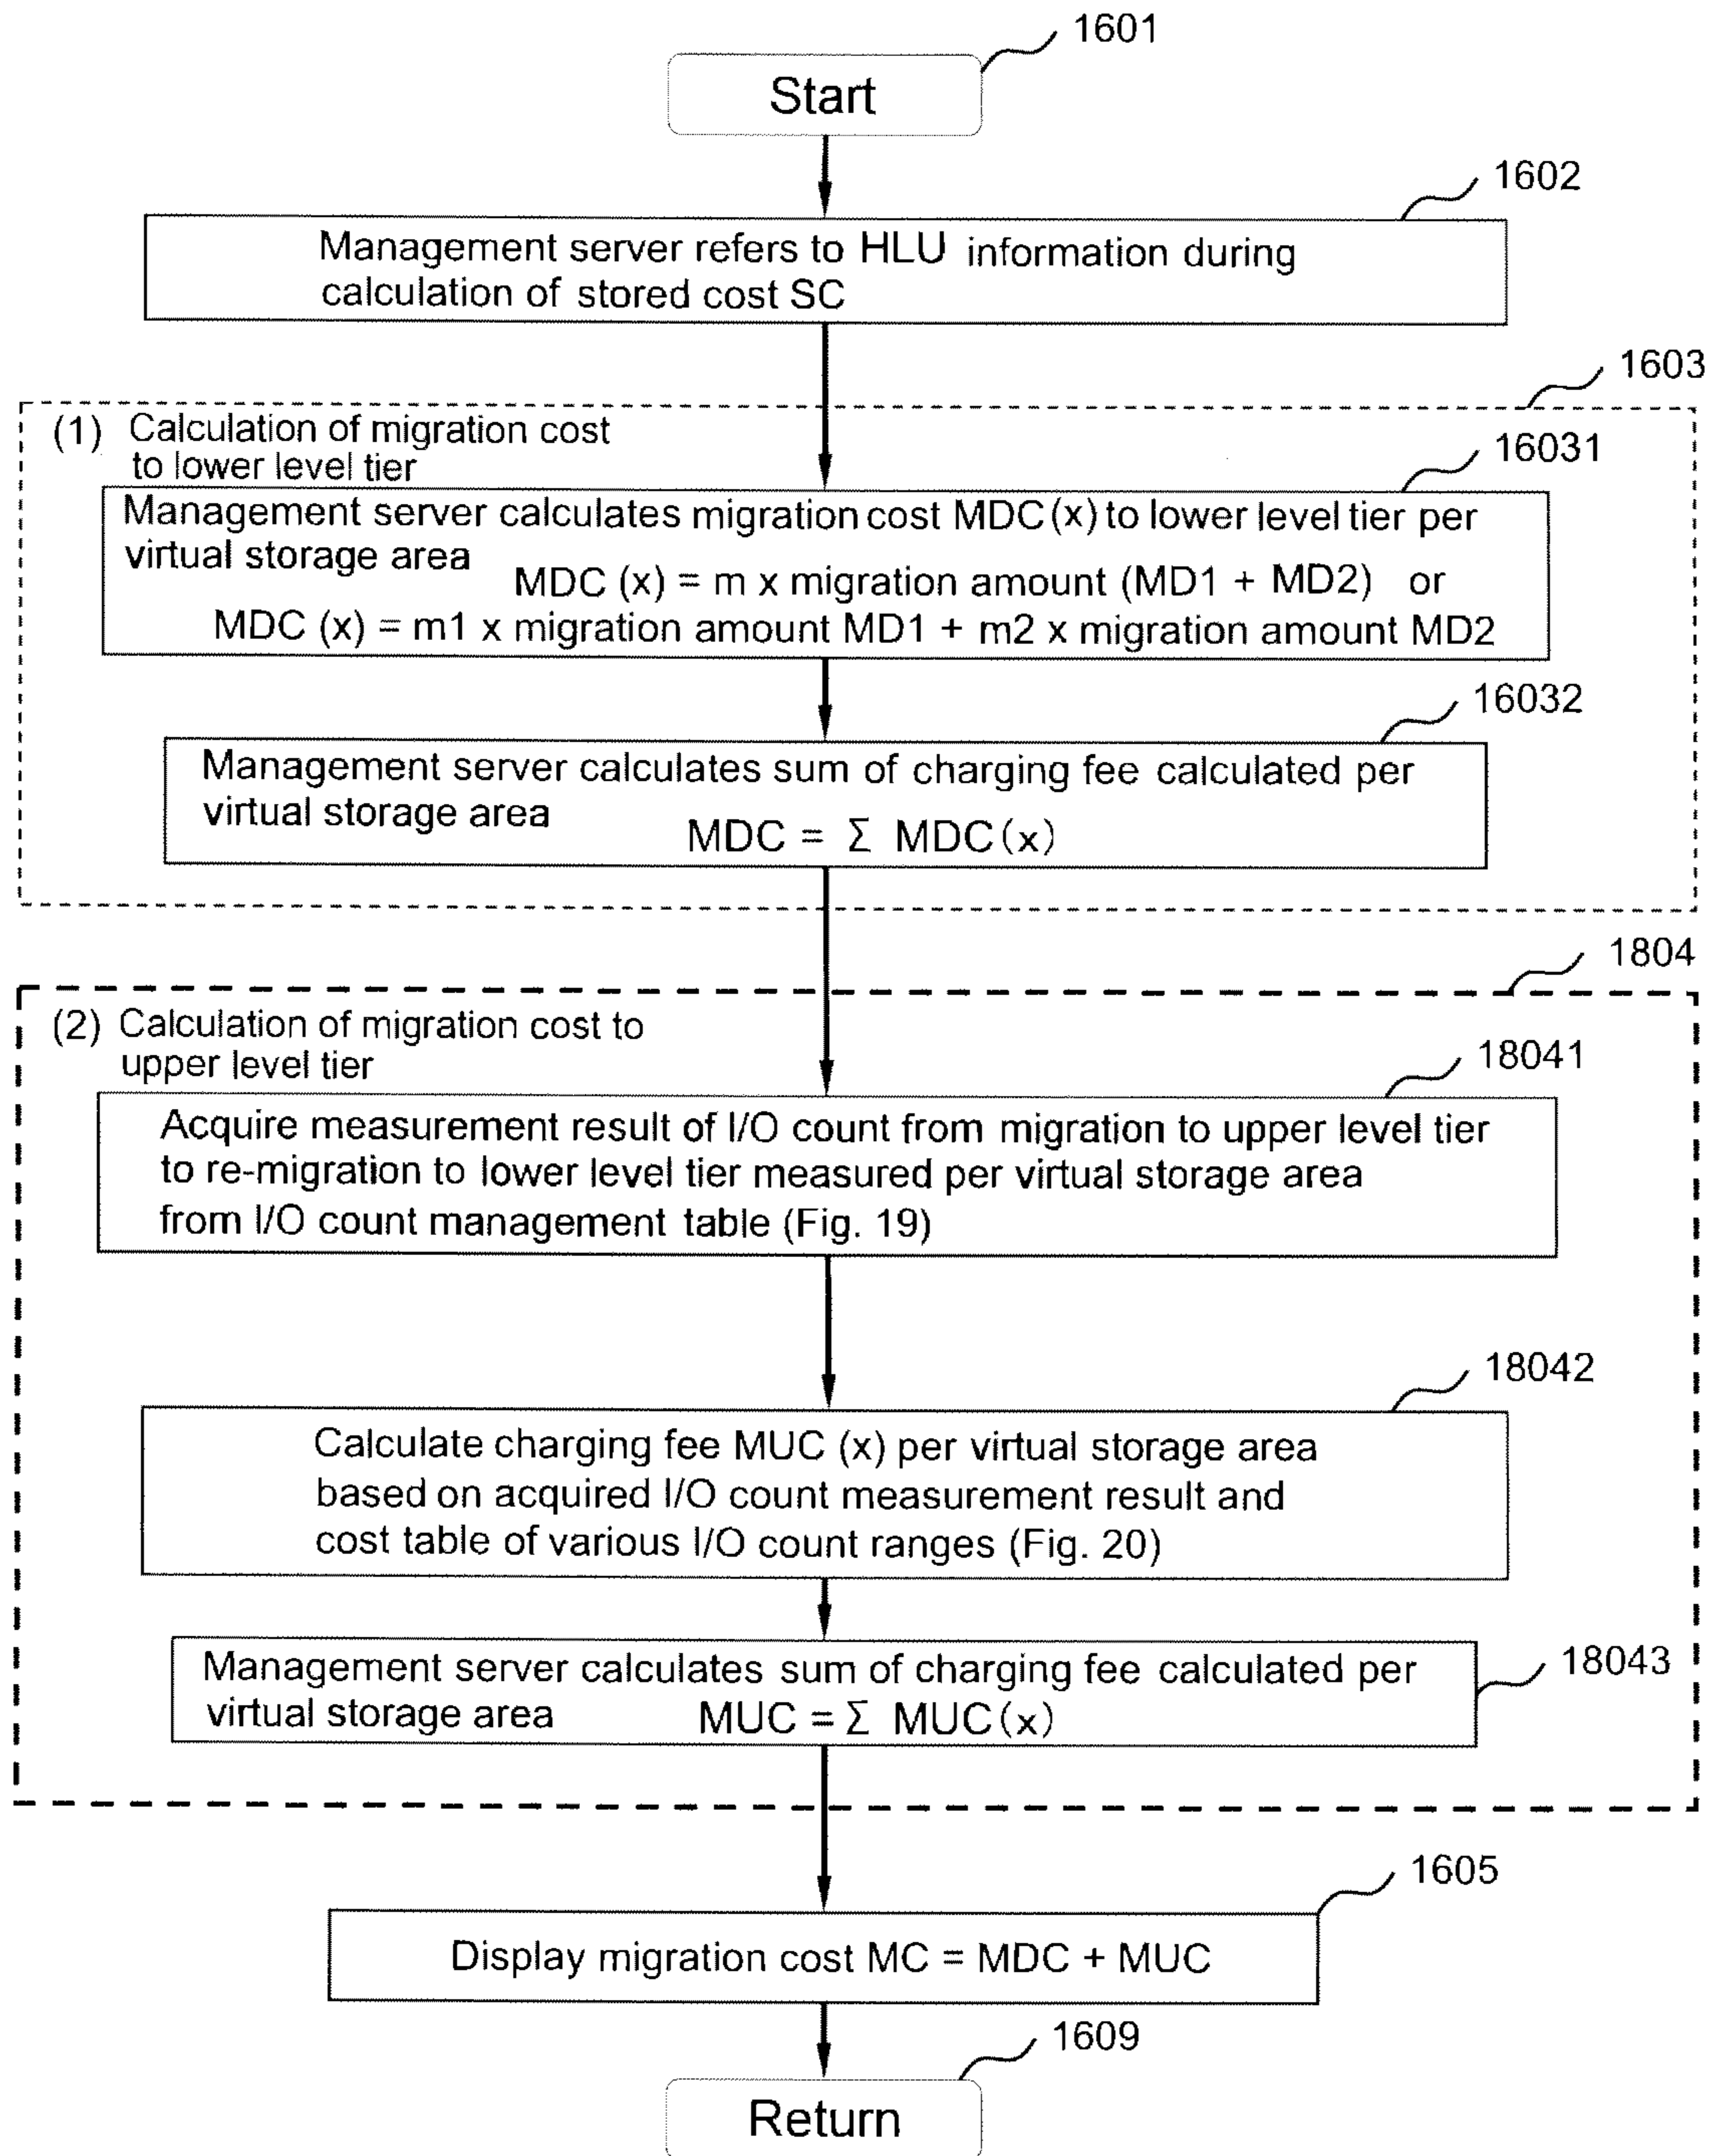 1601
Start
1602
Management server refers to HLU information during
calculation of stored cost SC
1603
(1) Calculation of migration cost
to lower level tier
16031
Management server calculates migration cost MDC(x) to lower level tier per
virtual storage area
MDC (x) = m x migration amount (MD1 + MD2) or
MDC (x) = m1 x migration amount MD1 + m2 x migration amount MD2
16032
Management server calculates sum of charging fee calculated per
virtual storage area
MDC = Σ MDC(x)
1804
(2) Calculation of migration cost to
upper level tier
18041
Acquire measurement result of I/O count from migration to upper level tier
to re-migration to lower level tier measured per virtual storage area
from I/O count management table (Fig. 19)
18042
Calculate charging fee MUC (x) per virtual storage area
based on acquired I/O count measurement result and
cost table of various I/O count ranges (Fig. 20)
18043
Management server calculates sum of charging fee calculated per
virtual storage area MUC = Σ MUC(x)
1605
Display migration cost MC = MDC + MUC
1609
Return